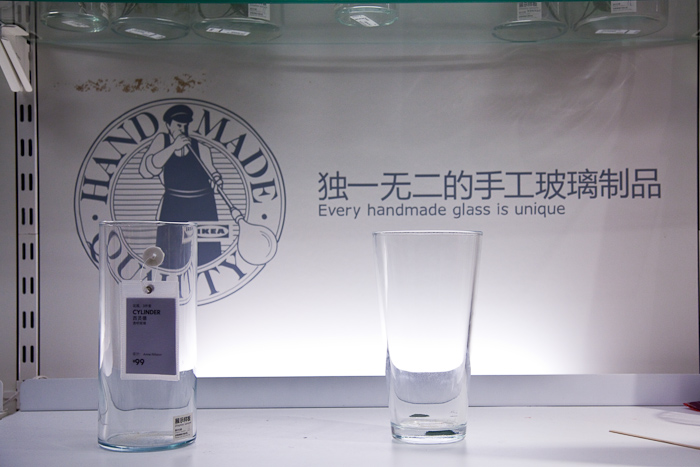 HAND MADE
IKEA
QUALITY
独一无二的手工玻璃制品
Every handmade glass is unique
CYLINDER
¥99